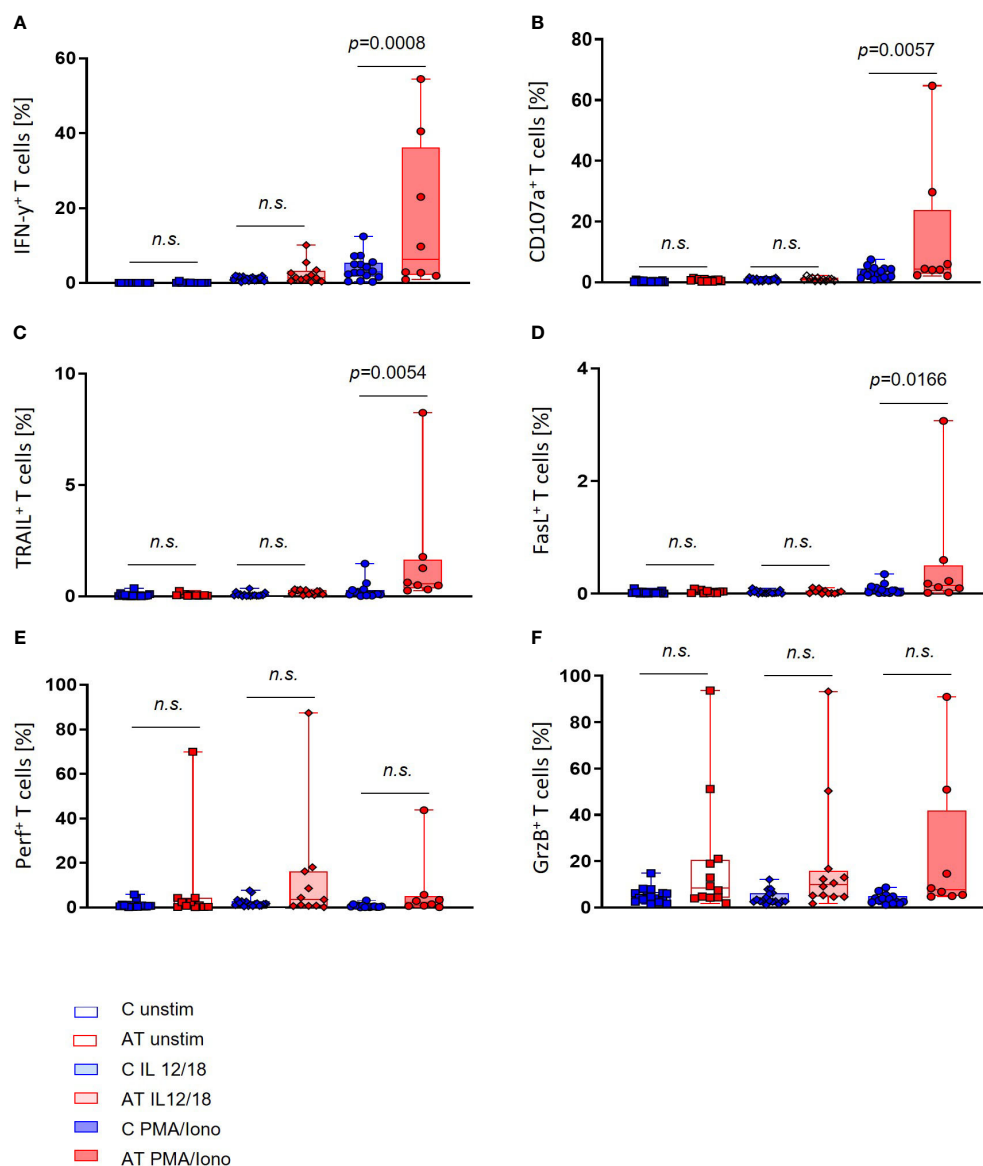 A
IFN-y+ T cells [%]
60
40
20
0
n.s.
n.s.
p=0.0008
B
CD107a+ T cells [%]
80
60
40
20
0
n.s.
n.s.
p=0.0057
C
TRAIL+ T cells [%]
10
5
0
n.s.
n.s.
p=0.0054
D
FasL+ T cells [%]
4
2
0
n.s.
n.s.
p=0.0166
E
Perf+ T cells [%]
100
80
60
40
20
0
n.s.
n.s.
n.s.
F
GrzB+ T cells [%]
100
80
60
40
20
0
n.s.
n.s.
n.s.
C unstim
AT unstim
C IL 12/18
AT IL12/18
C PMA/Iono
AT PMA/Iono